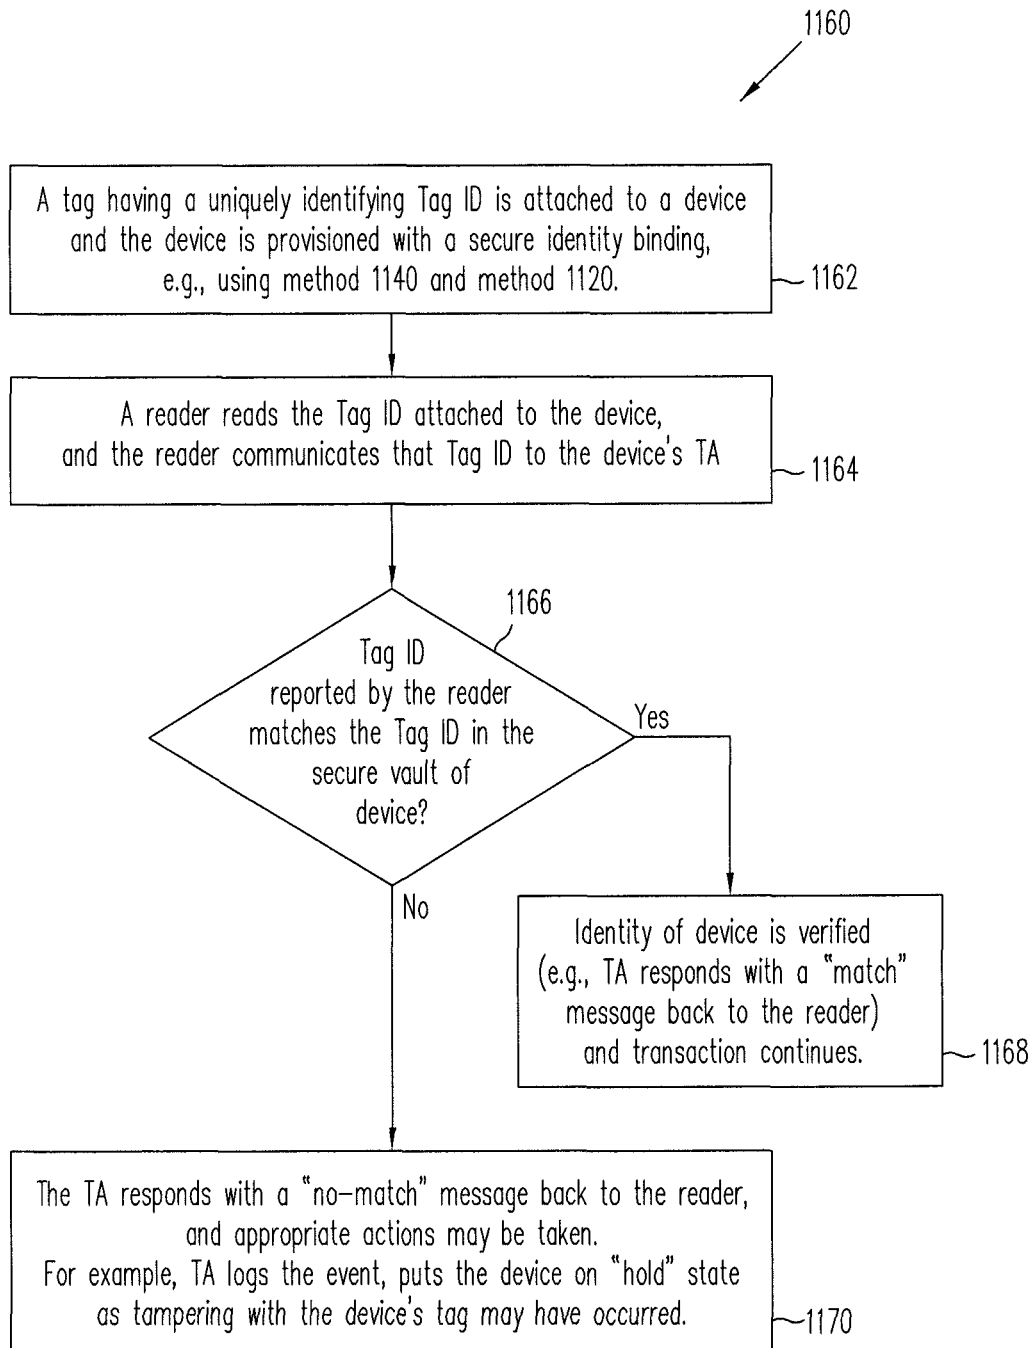 1160
A tag having a uniquely identifying Tag ID is attached to a device
and the device is provisioned with a secure identity binding,
e.g., using method 1140 and method 1120.
1162
A reader reads the Tag ID attached to the device,
and the reader communicates that Tag ID to the device's TA
1164
1166
Tag ID
reported by the reader
matches the Tag ID in the
secure vault of
device?
Yes
No
Identity of device is verified
(e.g., TA responds with a "match"
message back to the reader)
and transaction continues.
1168
The TA responds with a "no-match" message back to the reader,
and appropriate actions may be taken.
For example, TA logs the event, puts the device on "hold" state
as tampering with the device's tag may have occurred.
1170